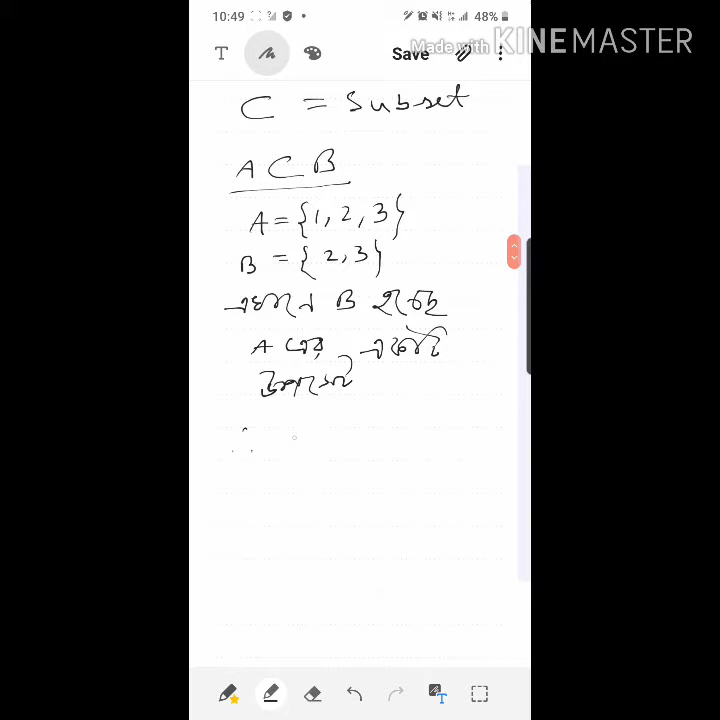 10:49 48%
Made with KINEMASTER
T Save
⊂ = Subset
A ⊂ B
A = {1, 2, 3}
B = {2, 3}
এখানে B হচ্ছে
A এর একটি
উপসেট
∴